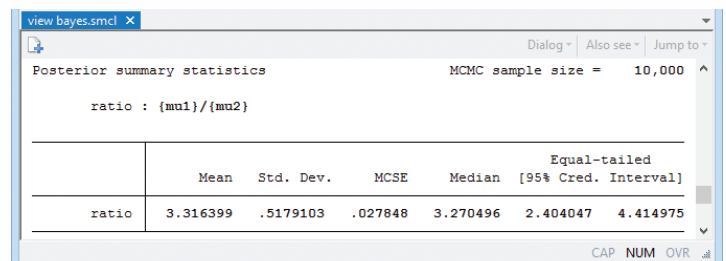 view bayes.smcl ×
Dialog Also see Jump to
Posterior summary statistics MCMC sample size = 10,000
ratio : {mu1}/{mu2}
Equal-tailed
Mean Std. Dev. MCSE Median [95% Cred. Interval]
ratio 3.316399 .5179103 .027848 3.270496 2.404047 4.414975
CAP NUM OVR